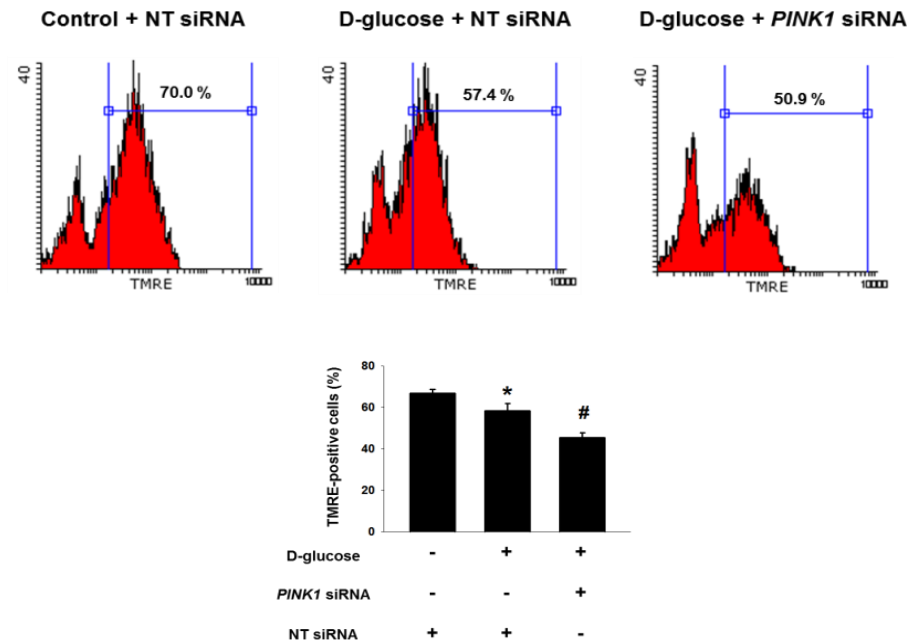 Control + NT siRNA D-glucose + NT siRNA D-glucose + PINK1 siRNA
40 70.0 % 40 57.4 % 40 50.9 %
TMRE 10000 TMRE 10000 TMRE 10000
TMRE-positive cells (%)
80
60
40
20
0
* #
D-glucose - + +
PINK1 siRNA - - +
NT siRNA + + -